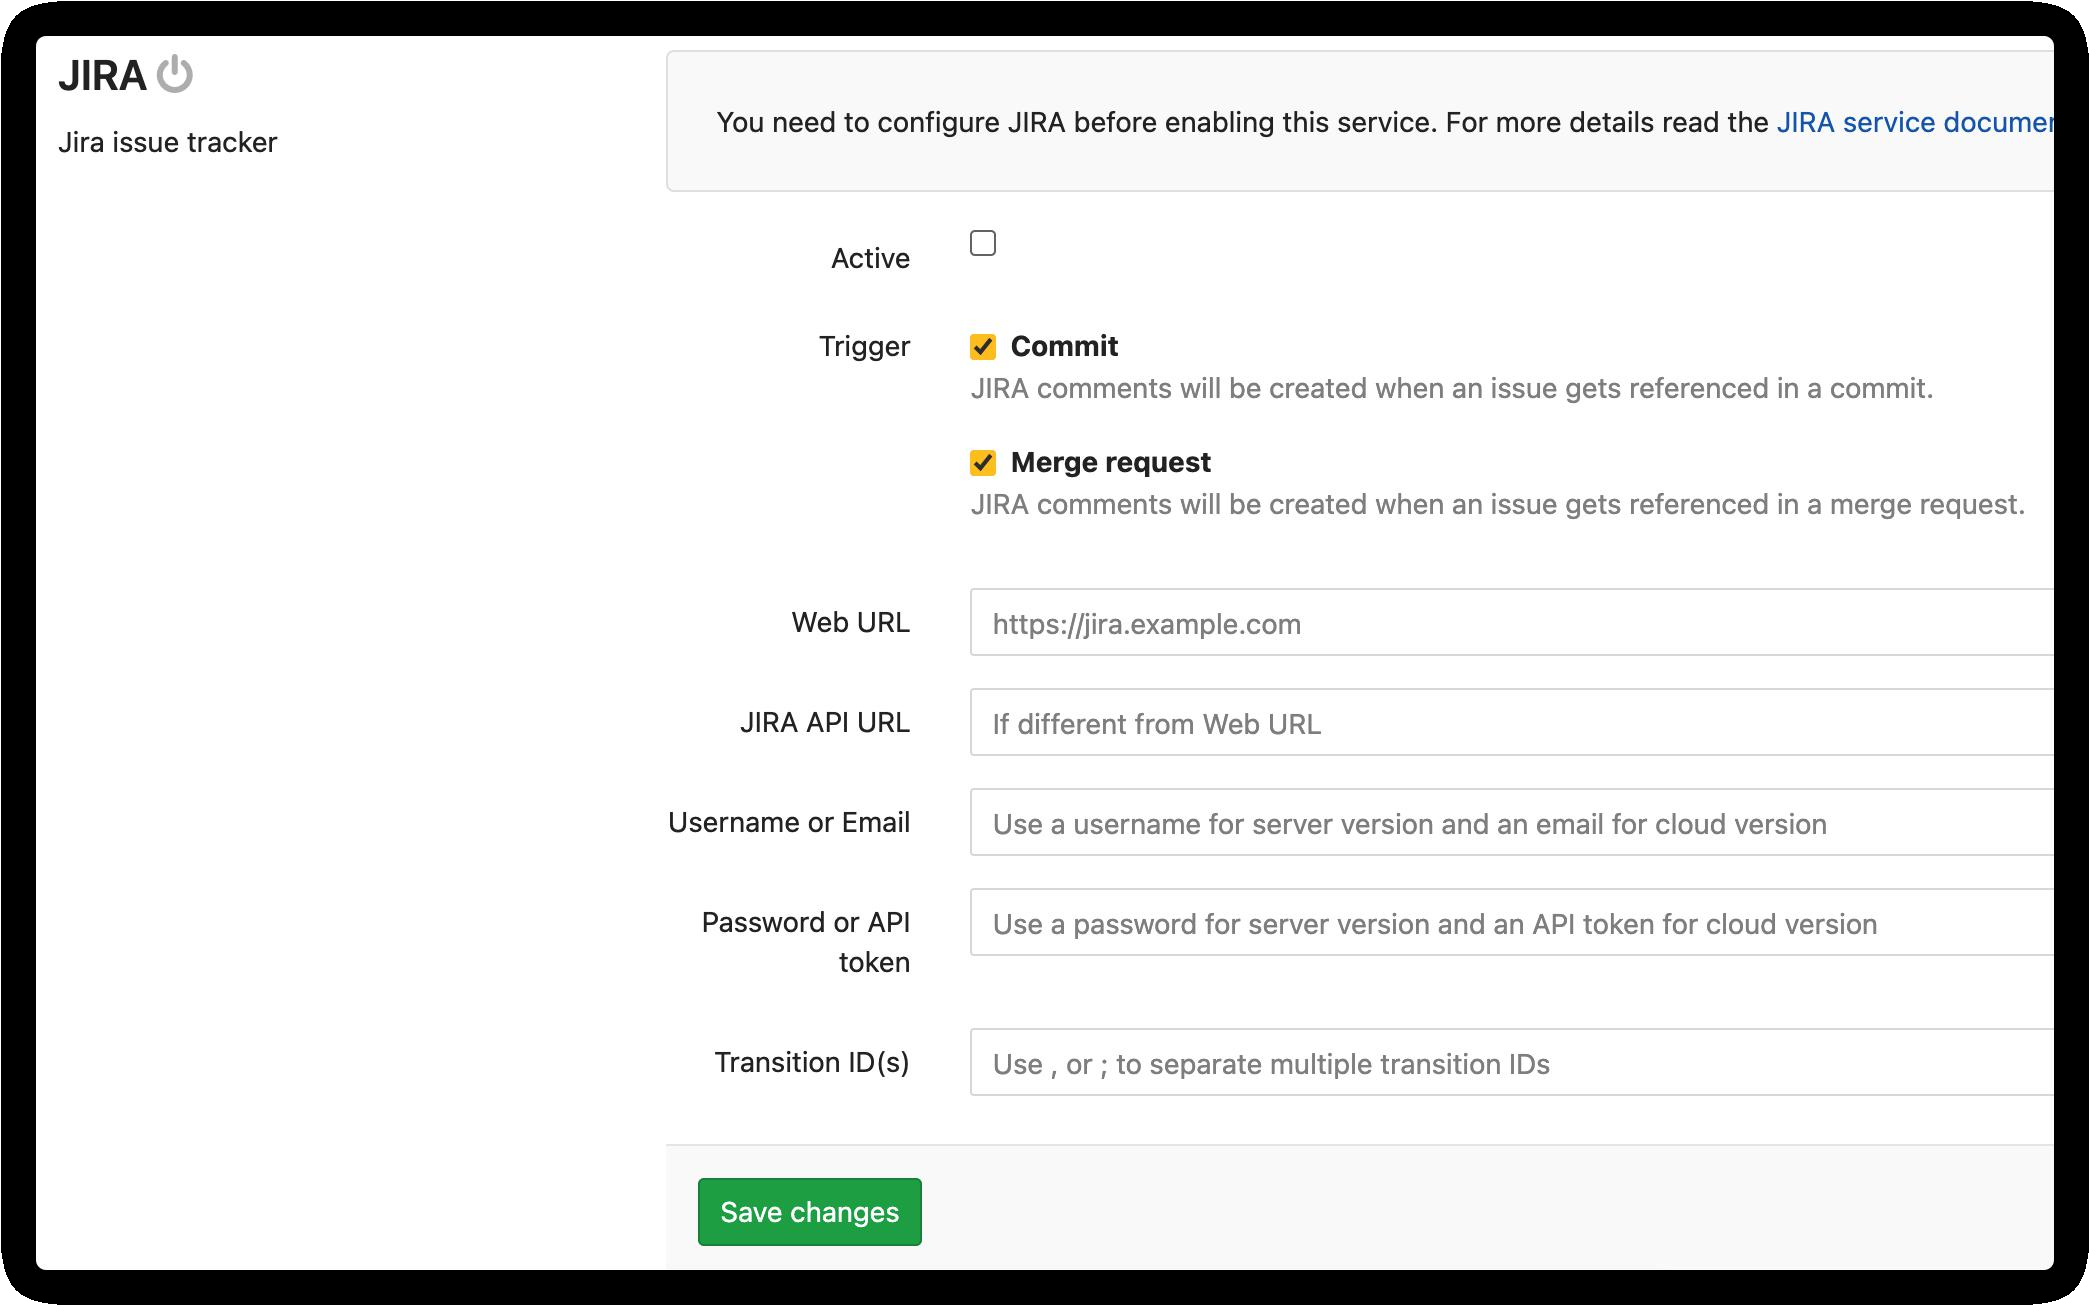 JIRA
Jira issue tracker
You need to configure JIRA before enabling this service. For more details read the JIRA service
Active
Trigger
Commit
JIRA comments will be created when an issue gets referenced in a commit.
Merge request
JIRA comments will be created when an issue gets referenced in a merge request.
Web URL
https://jira.example.com
JIRA API URL
If different from Web URL
Username or Email
Use a username for server version and an email for cloud version
Password or API
token
Use a password for server version and an API token for cloud version
Transition ID(s)
Use , or ; to separate multiple transition IDs
Save changes